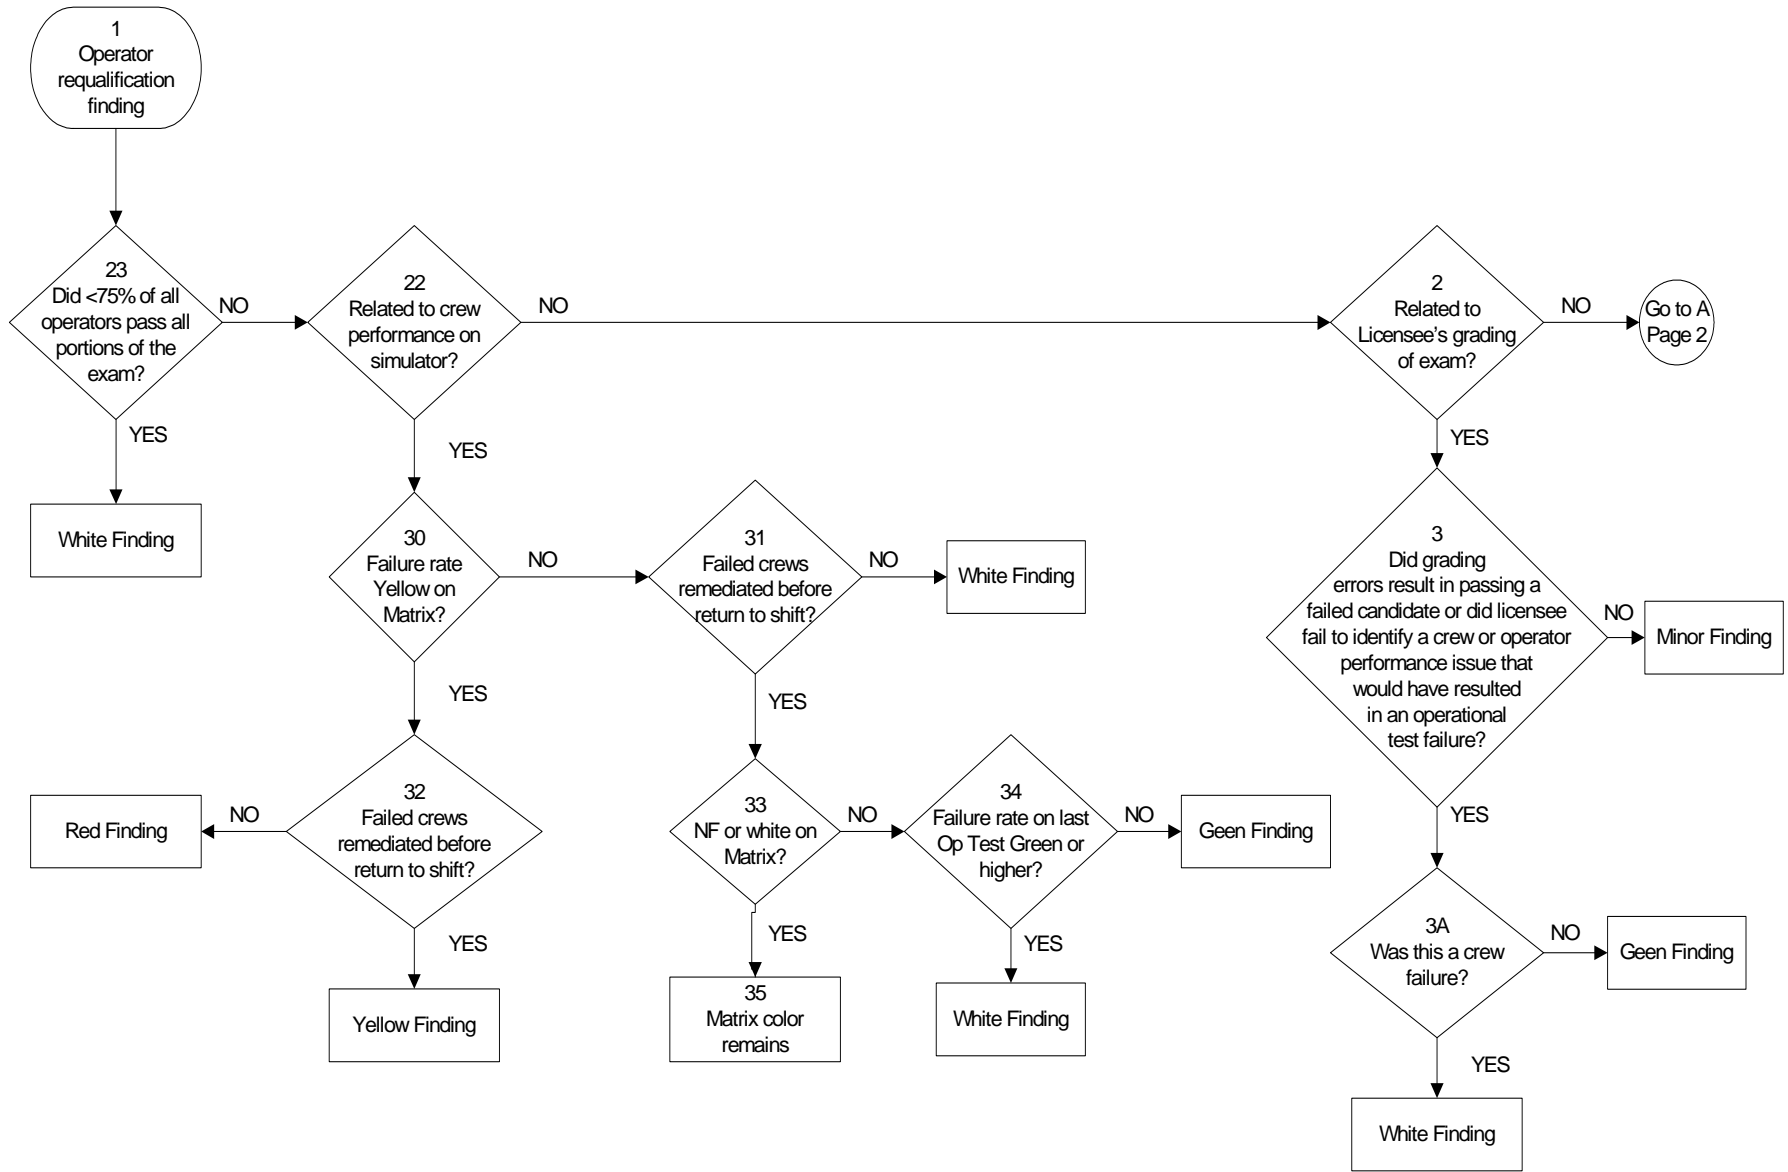 1
Operator
requalification
finding
23
Did <75% of all
operators pass all
portions of the
exam?
NO
YES
White Finding
22
Related to crew
performance on
simulator?
NO
YES
2
Related to
Licensee's grading
of exam?
NO
Go to A
Page 2
YES
30
Failure rate
Yellow on
Matrix?
NO
YES
31
Failed crews
remediated before
return to shift?
NO
White Finding
YES
3
Did grading
errors result in passing a
failed candidate or did licensee
fail to identify a crew or operator
performance issue that
would have resulted
in an operational
test failure?
NO
Minor Finding
YES
32
Failed crews
remediated before
return to shift?
NO
Red Finding
YES
Yellow Finding
33
NF or white on
Matrix?
NO
YES
35
Matrix color
remains
34
Failure rate on last
Op Test Green or
higher?
NO
Geen Finding
YES
White Finding
3A
Was this a crew
failure?
NO
Geen Finding
YES
White Finding